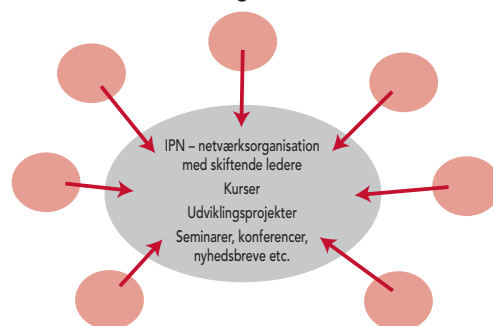 IPN – netværksorganisation
med skiftende ledere
Kurser
Udviklingsprojekter
Seminarer, konferencer,
nyhedsbreve etc.